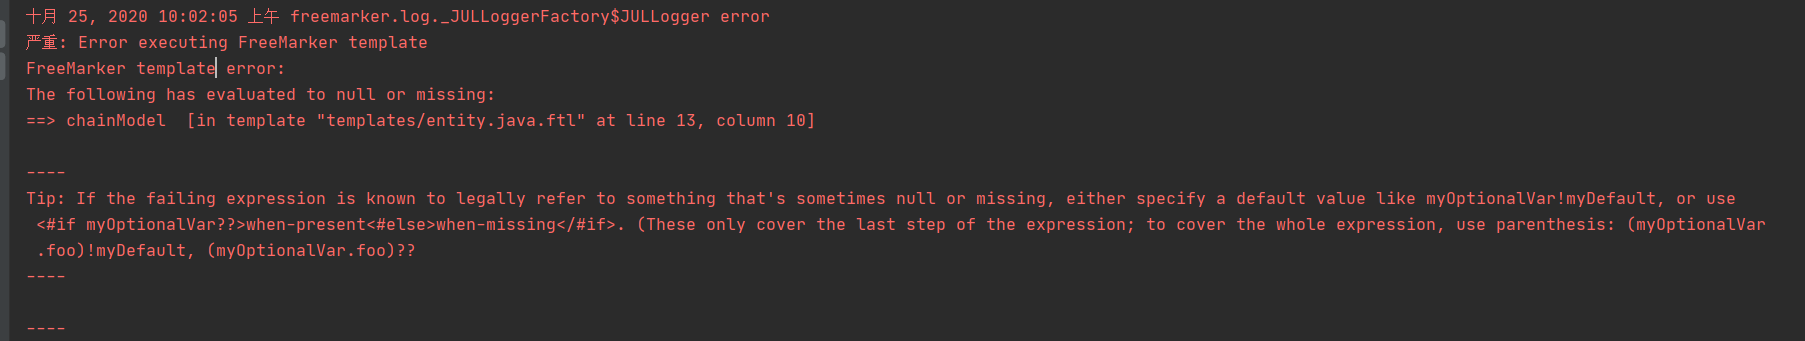 十月 25, 2020 10:02:05 上午 freemarker.log._JULLoggerFactory$JULLogger error
严重: Error executing FreeMarker template
FreeMarker template error:
The following has evaluated to null or missing:
==> chainModel  [in template "templates/entity.java.ftl" at line 13, column 10]
----
Tip: If the failing expression is known to legally refer to something that's sometimes null or missing, either specify a default value like myOptionalVar!myDefault, or use
<#if myOptionalVar??>when-present<#else>when-missing</#if>. (These only cover the last step of the expression; to cover the whole expression, use parenthesis: (myOptionalVar
.foo)!myDefault, (myOptionalVar.foo)??
----
----